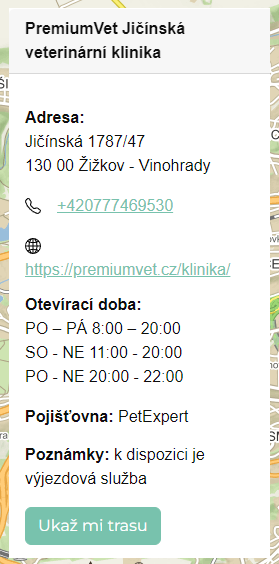 PremiumVet Jičínská
veterinární klinika
Adresa:
Jičínská 1787/47
130 00 Žižkov - Vinohrady
+420777469530
https://premiumvet.cz/klinika/
Otevírací doba:
PO – PÁ 8:00 – 20:00
SO - NE 11:00 - 20:00
PO - NE 20:00 - 22:00
Pojišťovna: PetExpert
Poznámky: k dispozici je
výjezdová služba
Ukaž mi trasu